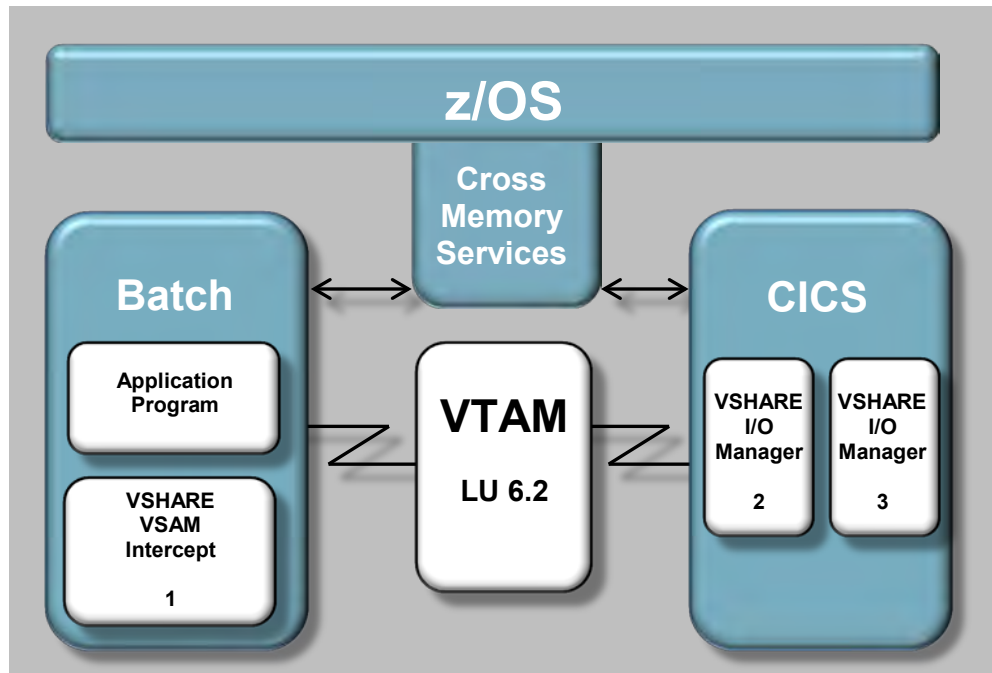 z/OS
Cross
Memory
Services
Batch
Application
Program
VSHARE
VSAM
Intercept
1
VTAM
LU 6.2
CICS
VSHARE
I/O
Manager
2
VSHARE
I/O
Manager
3